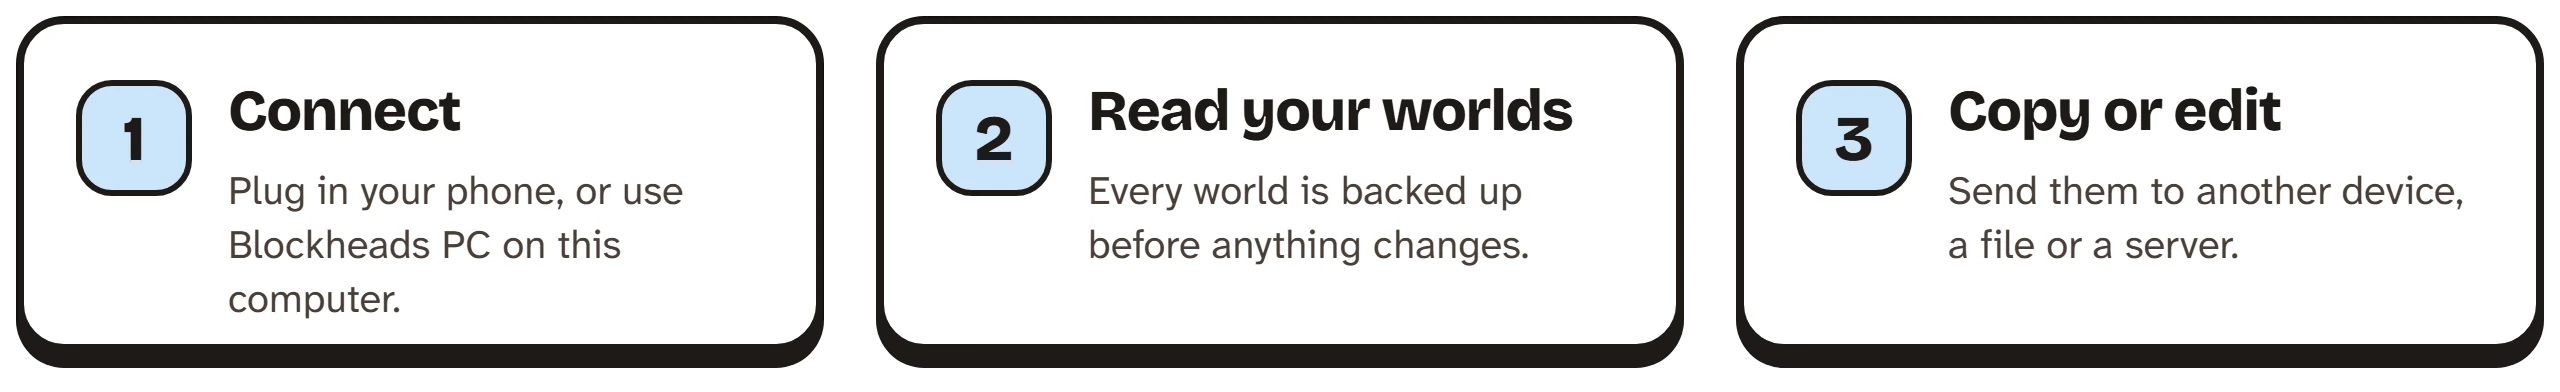 1
Connect
Plug in your phone, or use
Blockheads PC on this
computer.
2
Read your worlds
Every world is backed up
before anything changes.
3
Copy or edit
Send them to another device,
a file or a server.